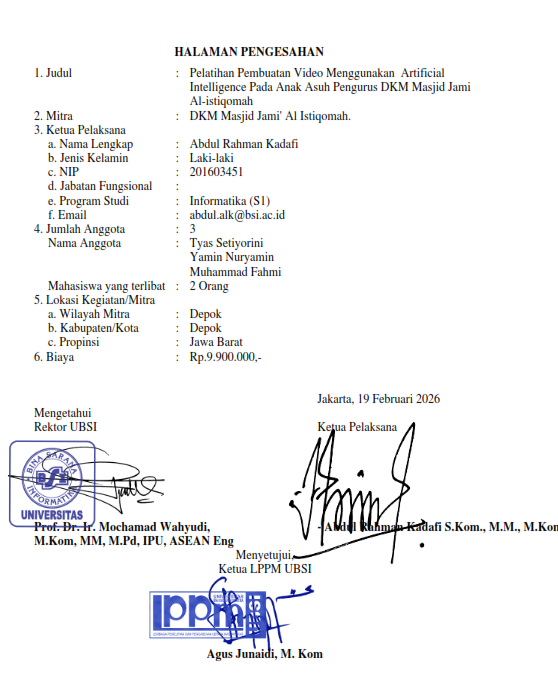 HALAMAN PENGESAHAN
1. Judul : Pelatihan Pembuatan Video Menggunakan Artificial
Intelligence Pada Anak Asuh Pengurus DKM Masjid Jami
Al-istiqomah
2. Mitra : DKM Masjid Jami' Al Istiqomah.
3. Ketua Pelaksana
a. Nama Lengkap : Abdul Rahman Kadafi
b. Jenis Kelamin : Laki-laki
c. NIP : 201603451
d. Jabatan Fungsional :
e. Program Studi : Informatika (S1)
f. Email : abdul.alk@bsi.ac.id
4. Jumlah Anggota : 3
Nama Anggota : Tyas Setiyorini
Yamin Nuryamin
Muhammad Fahmi
Mahasiswa yang terlibat : 2 Orang
5. Lokasi Kegiatan/Mitra
a. Wilayah Mitra : Depok
b. Kabupaten/Kota : Depok
c. Propinsi : Jawa Barat
6. Biaya : Rp.9.900.000,-
Jakarta, 19 Februari 2026
Mengetahui
Rektor UBSI
Ketua Pelaksana
BINA SARANA
BSI
INFORMATIKA
UNIVERSITAS
Prof. Dr. Ir. Mochamad Wahyudi,
M.Kom, MM, M.Pd, IPU, ASEAN Eng
- Abdul Rahman Kadafi S.Kom., M.M., M.Kom
Menyetujui,
Ketua LPPM UBSI
lppm
Agus Junaidi, M. Kom